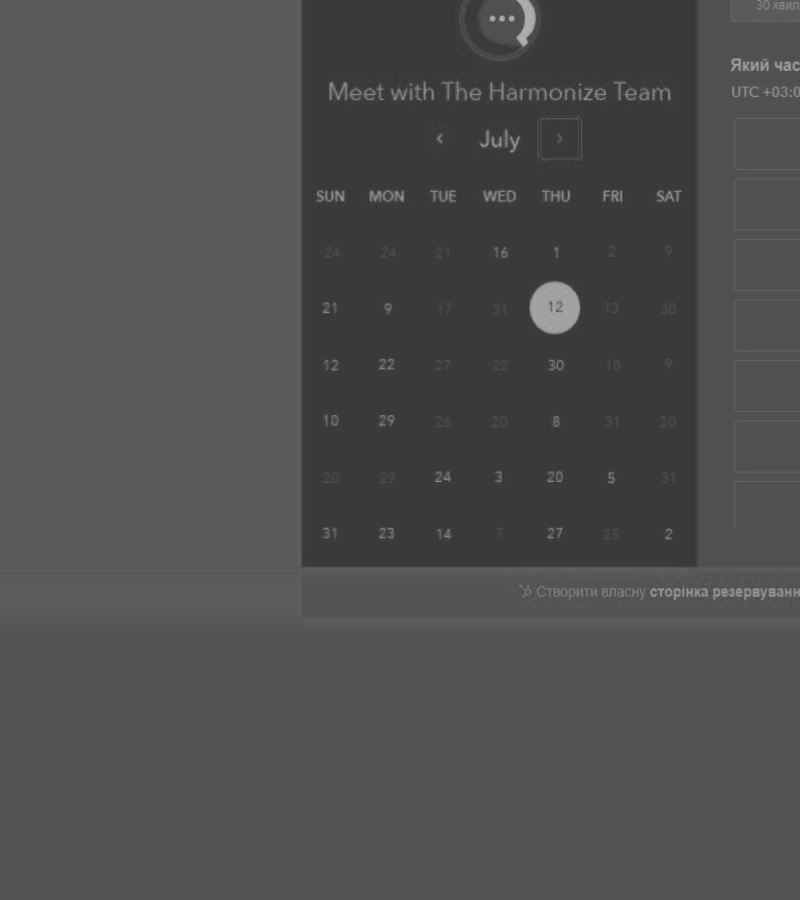 30 хвил
Який час
UTC +03:0
Meet with The Harmonize Team
‹ July ›
SUN MON TUE WED THU FRI SAT
24 24 21 16 1 2 9
21 9 17 31 12 13 30
12 22 27 22 30 10 9
10 29 26 20 8 31 20
20 29 24 3 20 5 31
31 23 14 7 27 25 2
Створити власну сторінка резервуванн